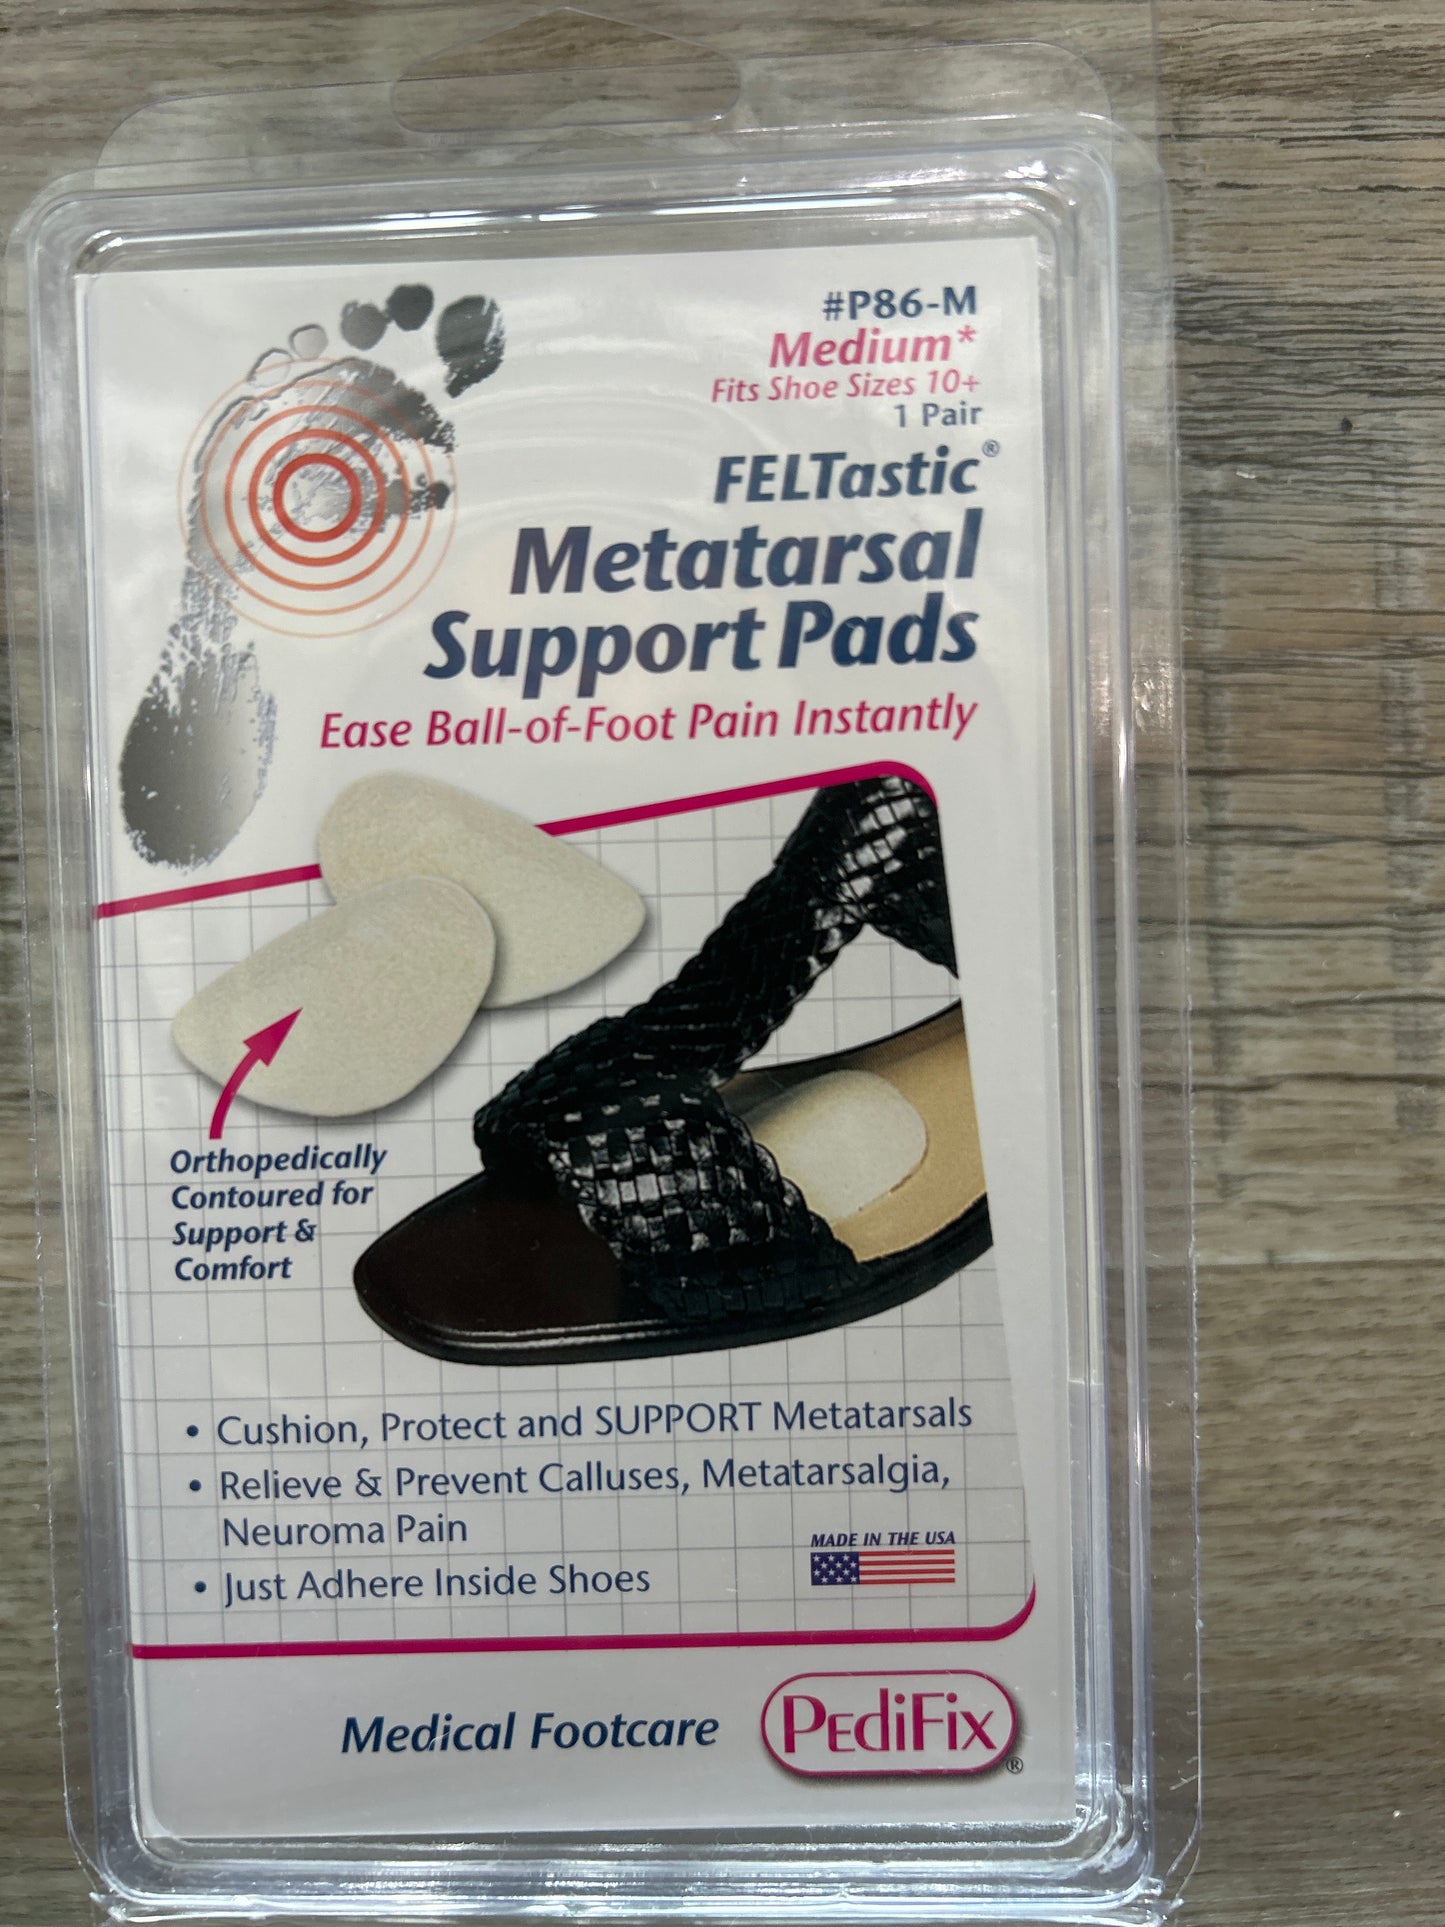 #P86-M
Medium*
Fits Shoe Sizes 10+
1 Pair
FELTastic®
Metatarsal
Support Pads
Ease Ball-of-Foot Pain Instantly
Orthopedically
Contoured for
Support &
Comfort
• Cushion, Protect and SUPPORT Metatarsals
• Relieve & Prevent Calluses, Metatarsalgia,
Neuroma Pain
• Just Adhere Inside Shoes
MADE IN THE USA
Medical Footcare
PEDiFix®